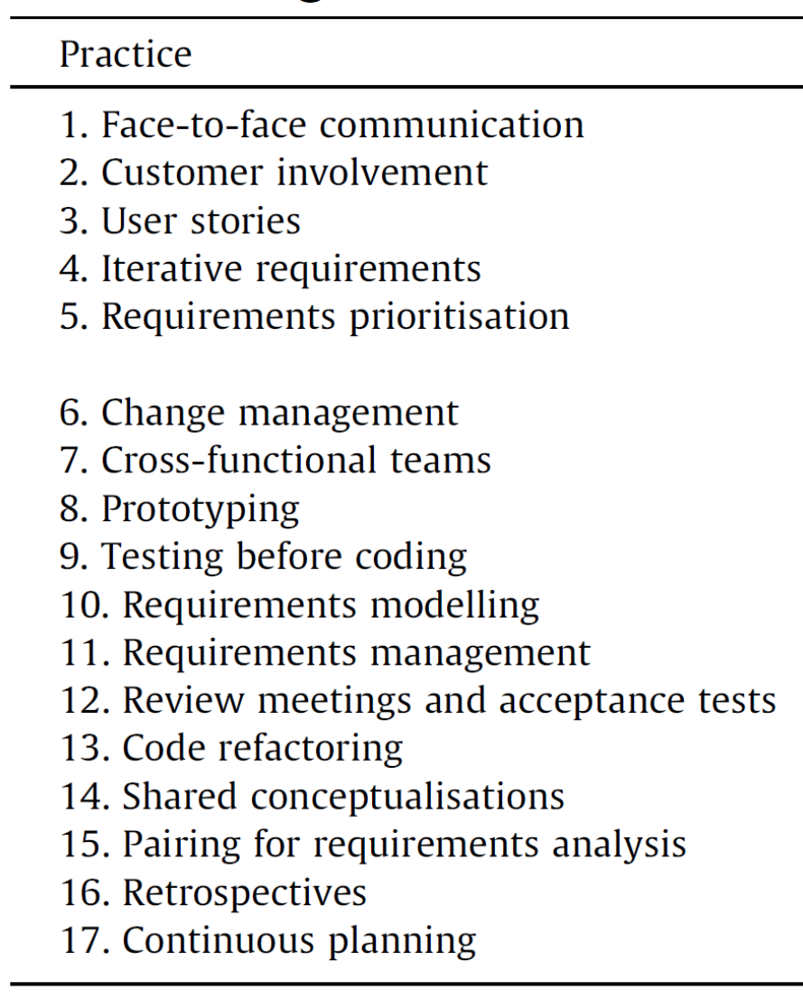 Practice
1. Face-to-face communication
2. Customer involvement
3. User stories
4. Iterative requirements
5. Requirements prioritisation
6. Change management
7. Cross-functional teams
8. Prototyping
9. Testing before coding
10. Requirements modelling
11. Requirements management
12. Review meetings and acceptance tests
13. Code refactoring
14. Shared conceptualisations
15. Pairing for requirements analysis
16. Retrospectives
17. Continuous planning